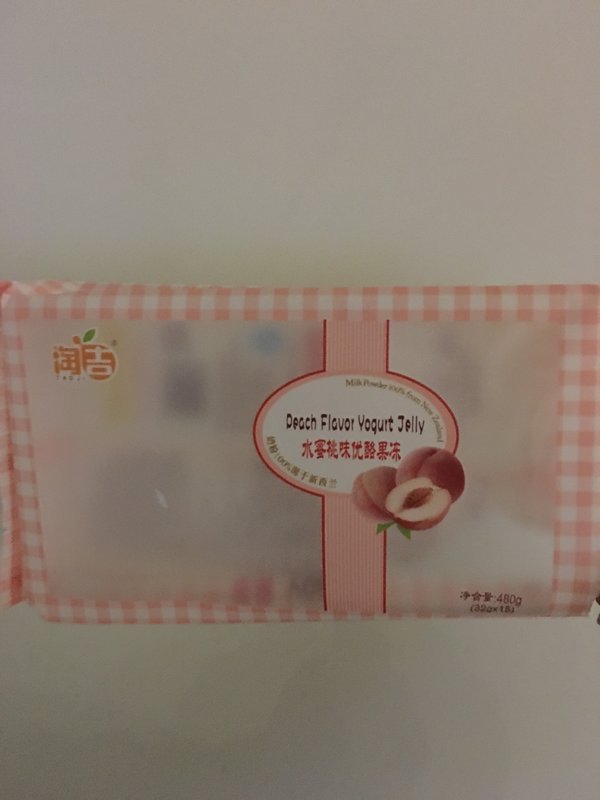 淘吉®
TAOJI
Milk Powder 100% from New Zealand
Peach Flavor Yogurt Jelly
水蜜桃味优酪果冻
奶粉100%源于新西兰
净含量:480g
(32g×15)